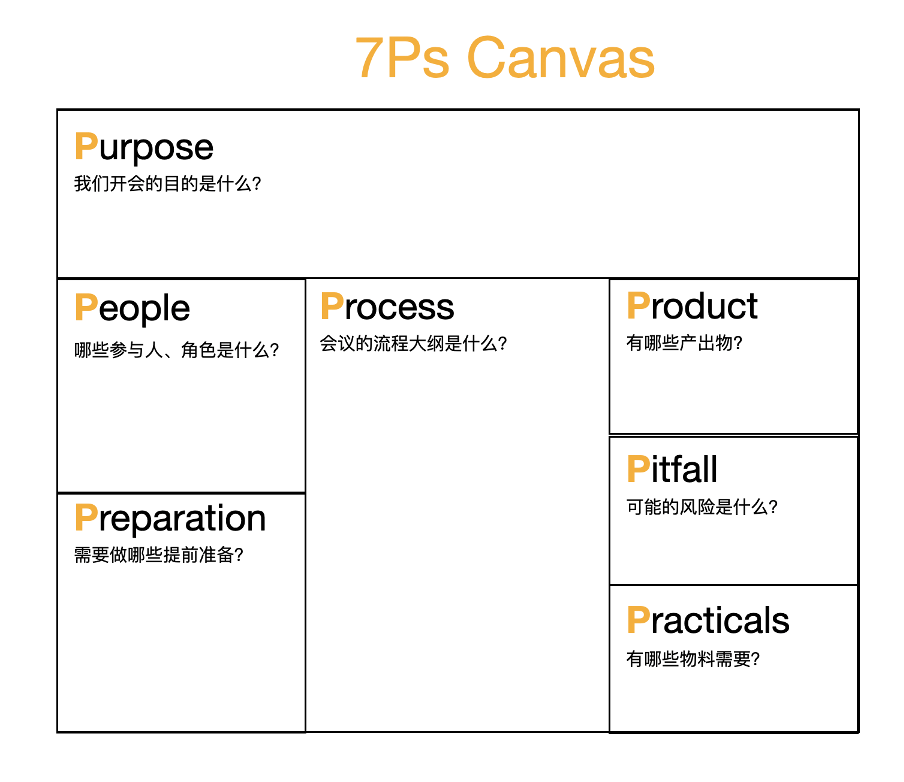 7Ps Canvas
Purpose
我们开会的目的是什么?
People
哪些参与人、角色是什么?
Preparation
需要做哪些提前准备?
Process
会议的流程大纲是什么?
Product
有哪些产出物?
Pitfall
可能的风险是什么?
Practicals
有哪些物料需要?